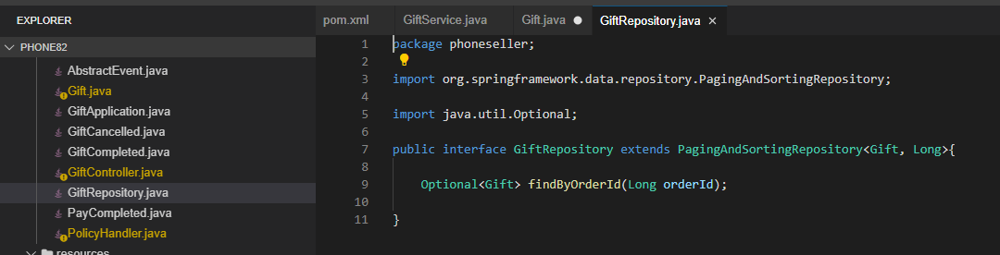 EXPLORER
PHONE82
AbstractEvent.java
Gift.java
GiftApplication.java
GiftCancelled.java
GiftCompleted.java
GiftController.java
GiftRepository.java
PayCompleted.java
PolicyHandler.java
resources
pom.xml GiftService.java Gift.java GiftRepository.java
1 package phoneseller;
2
3 import org.springframework.data.repository.PagingAndSortingRepository;
4
5 import java.util.Optional;
6
7 public interface GiftRepository extends PagingAndSortingRepository<Gift, Long>{
8
9 Optional<Gift> findByOrderId(Long orderId);
10
11 }